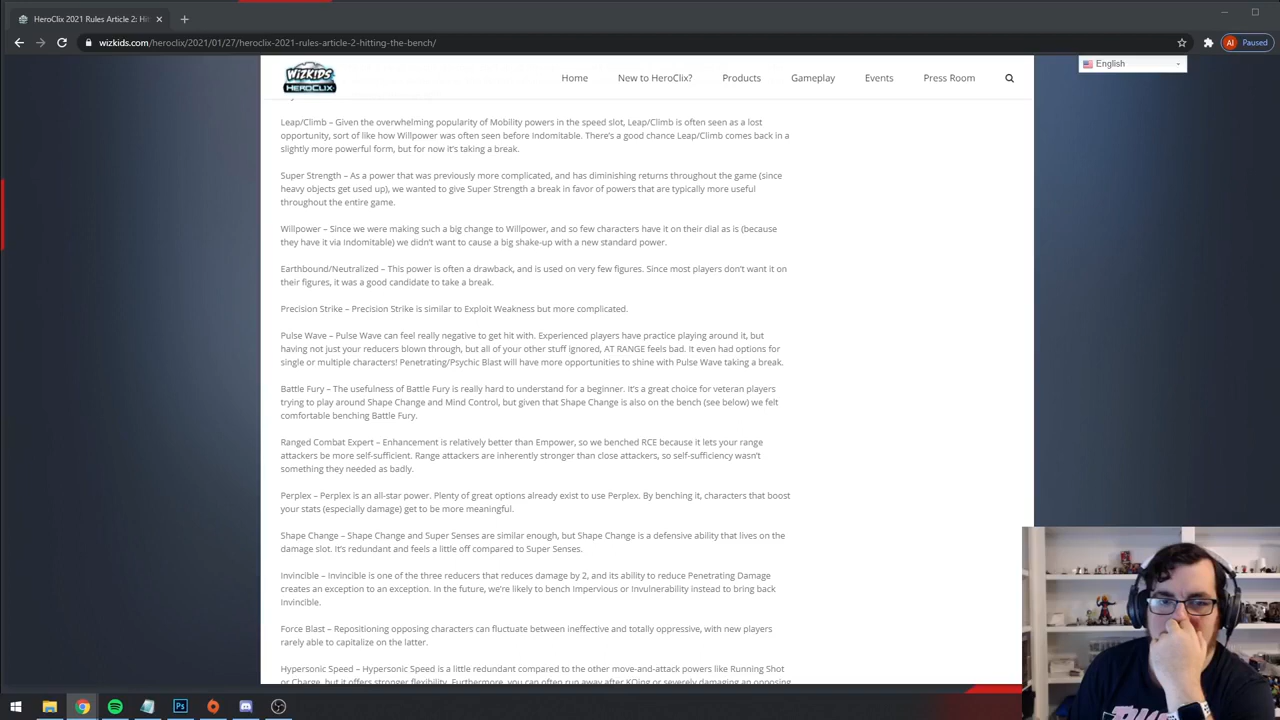 HeroClix 2021 Rules Article 2: Hit
wizkids.com/heroclix/2021/01/27/heroclix-2021-rules-article-2-hitting-the-bench/
AI Paused
WIZKIDS
HEROCLIX
Home New to HeroClix? Products Gameplay Events Press Room
English
Leap/Climb – Given the overwhelming popularity of Mobility powers in the speed slot, Leap/Climb is often seen as a lost
opportunity, sort of like how Willpower was often seen before Indomitable. There's a good chance Leap/Climb comes back in a
slightly more powerful form, but for now it's taking a break.
Super Strength – As a power that was previously more complicated, and has diminishing returns throughout the game (since
heavy objects get used up), we wanted to give Super Strength a break in favor of powers that are typically more useful
throughout the entire game.
Willpower – Since we were making such a big change to Willpower, and so few characters have it on their dial as is (because
they have it via Indomitable) we didn't want to cause a big shake-up with a new standard power.
Earthbound/Neutralized – This power is often a drawback, and is used on very few figures. Since most players don't want it on
their figures, it was a good candidate to take a break.
Precision Strike – Precision Strike is similar to Exploit Weakness but more complicated.
Pulse Wave – Pulse Wave can feel really negative to get hit with. Experienced players have practice playing around it, but
having not just your reducers blown through, but all of your other stuff ignored, AT RANGE feels bad. It even had options for
single or multiple characters! Penetrating/Psychic Blast will have more opportunities to shine with Pulse Wave taking a break.
Battle Fury – The usefulness of Battle Fury is really hard to understand for a beginner. It's a great choice for veteran players
trying to play around Shape Change and Mind Control, but given that Shape Change is also on the bench (see below) we felt
comfortable benching Battle Fury.
Ranged Combat Expert – Enhancement is relatively better than Empower, so we benched RCE because it lets your range
attackers be more self-sufficient. Range attackers are inherently stronger than close attackers, so self-sufficiency wasn't
something they needed as badly.
Perplex – Perplex is an all-star power. Plenty of great options already exist to use Perplex. By benching it, characters that boost
your stats (especially damage) get to be more meaningful.
Shape Change – Shape Change and Super Senses are similar enough, but Shape Change is a defensive ability that lives on the
damage slot. It's redundant and feels a little off compared to Super Senses.
Invincible – Invincible is one of the three reducers that reduces damage by 2, and its ability to reduce Penetrating Damage
creates an exception to an exception. In the future, we're likely to bench Impervious or Invulnerability instead to bring back
Invincible.
Force Blast – Repositioning opposing characters can fluctuate between ineffective and totally oppressive, with new players
rarely able to capitalize on the latter.
Hypersonic Speed – Hypersonic Speed is a little redundant compared to the other move-and-attack powers like Running Shot
or Charge, but it offers stronger flexibility. Furthermore, you can often run away after KOing or severely damaging an opposing